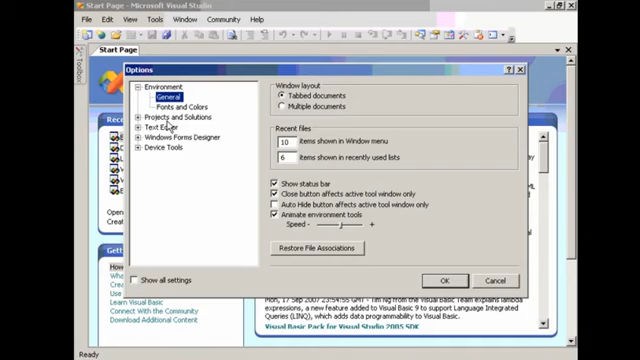 Start Page - Microsoft Visual Studio
File Edit View Tools Window Community Help
Start Page
Toolbox
Options
Environment
General
Fonts and Colors
Projects and Solutions
Text Editor
Windows Forms Designer
Device Tools
Show all settings
Window layout
Tabbed documents
Multiple documents
Recent files
10 items shown in Window menu
6 items shown in recently used lists
Show status bar
Close button affects active tool window only
Auto Hide button affects active tool window only
Animate environment tools
Speed - +
Restore File Associations
OK
Cancel
Open
Crea
Learn Visual Basic
Connect With the Community
Download Additional Content
Mon, 17 Sep 2007 23:54:55 GMT - Tim Ng from the Visual Basic Team explains lambda
expressions, a new feature added to Visual Basic 9 to support Language Integrated
Queries (LINQ), which adds data programmability to Visual Basic.
Visual Basic Pack for Visual Studio 2005 SDK
Ready